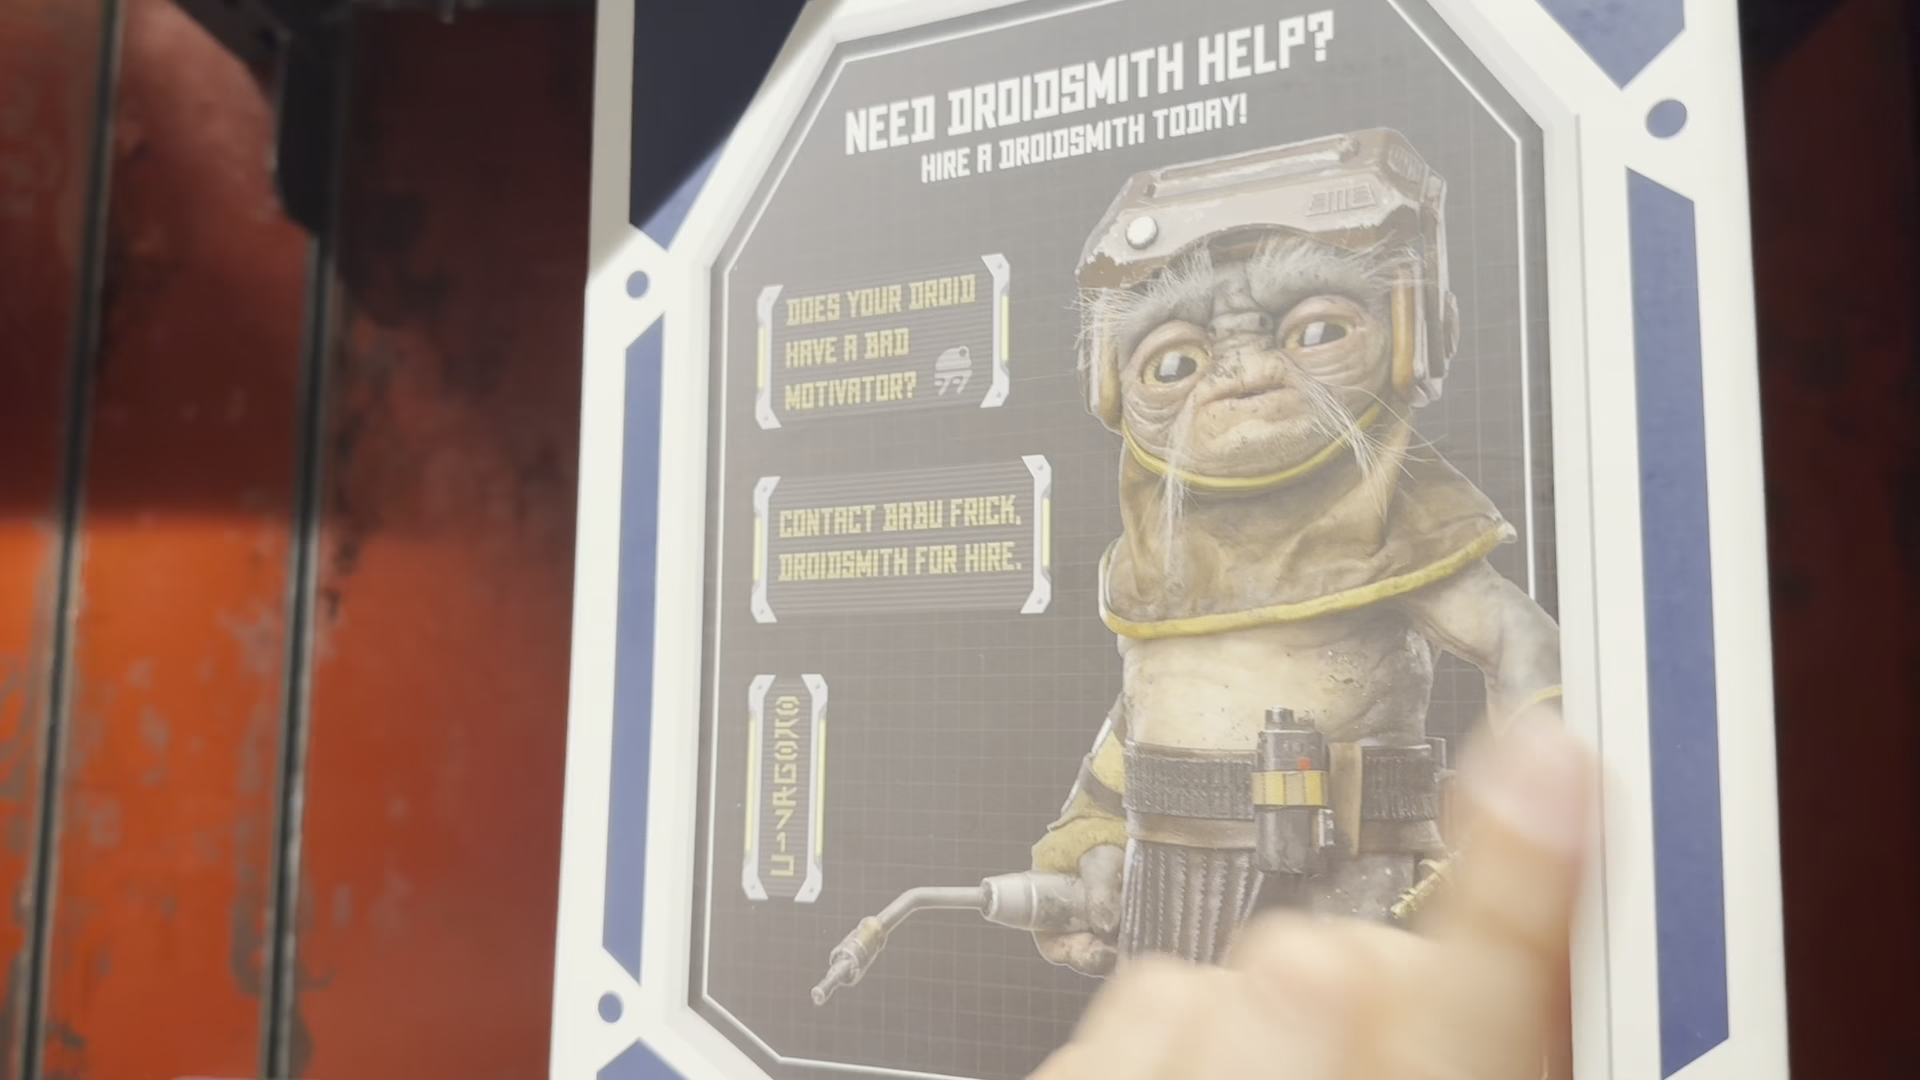 NEED DROIDSMITH HELP?
HIRE A DROIDSMITH TODAY!
DOES YOUR DROID
HAVE A BAD
MOTIVATOR?
CONTACT BABU FRICK,
DROIDSMITH FOR HIRE.